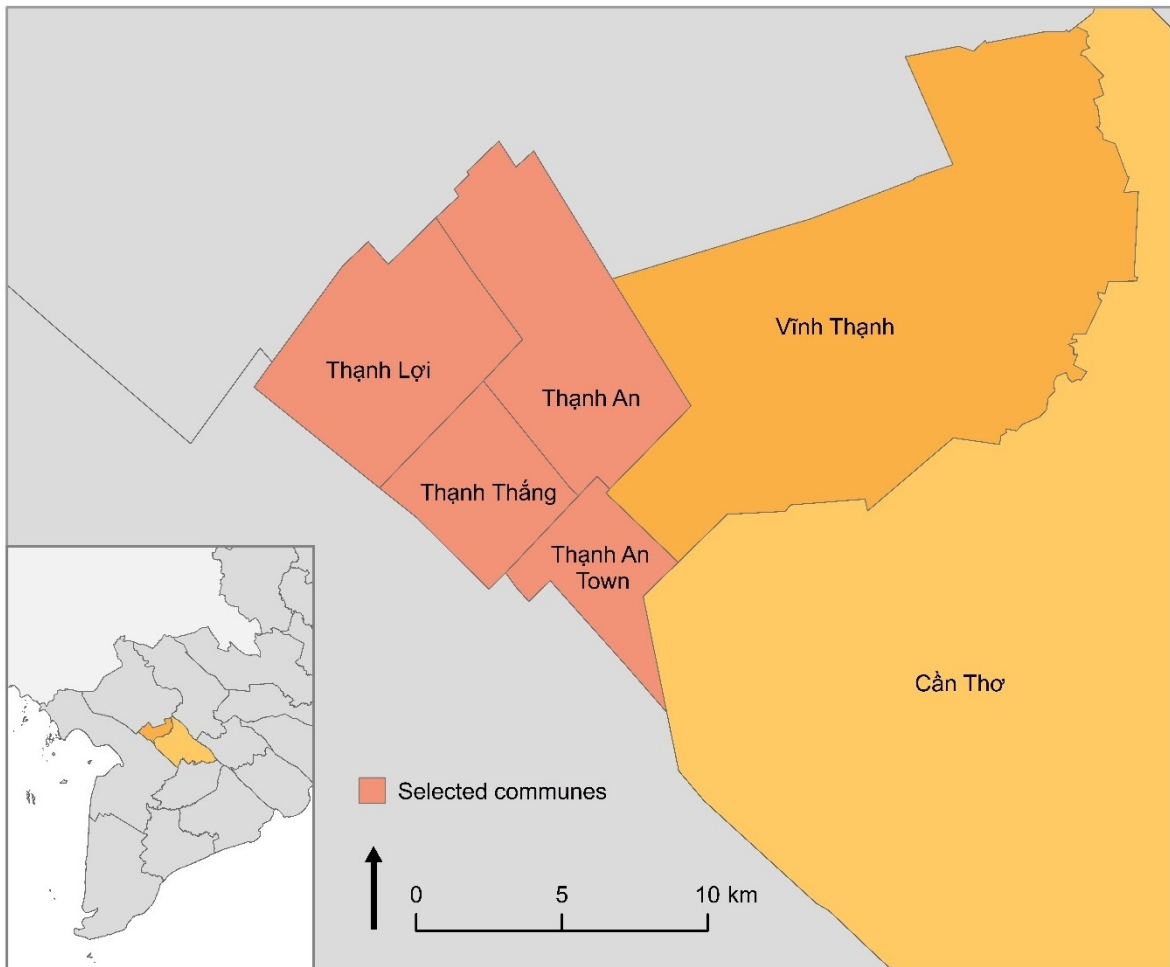 Vĩnh Thạnh
Thạnh Lợi
Thạnh An
Thạnh Thắng
Thạnh An
Town
Cần Thơ
Selected communes
0 5 10 km